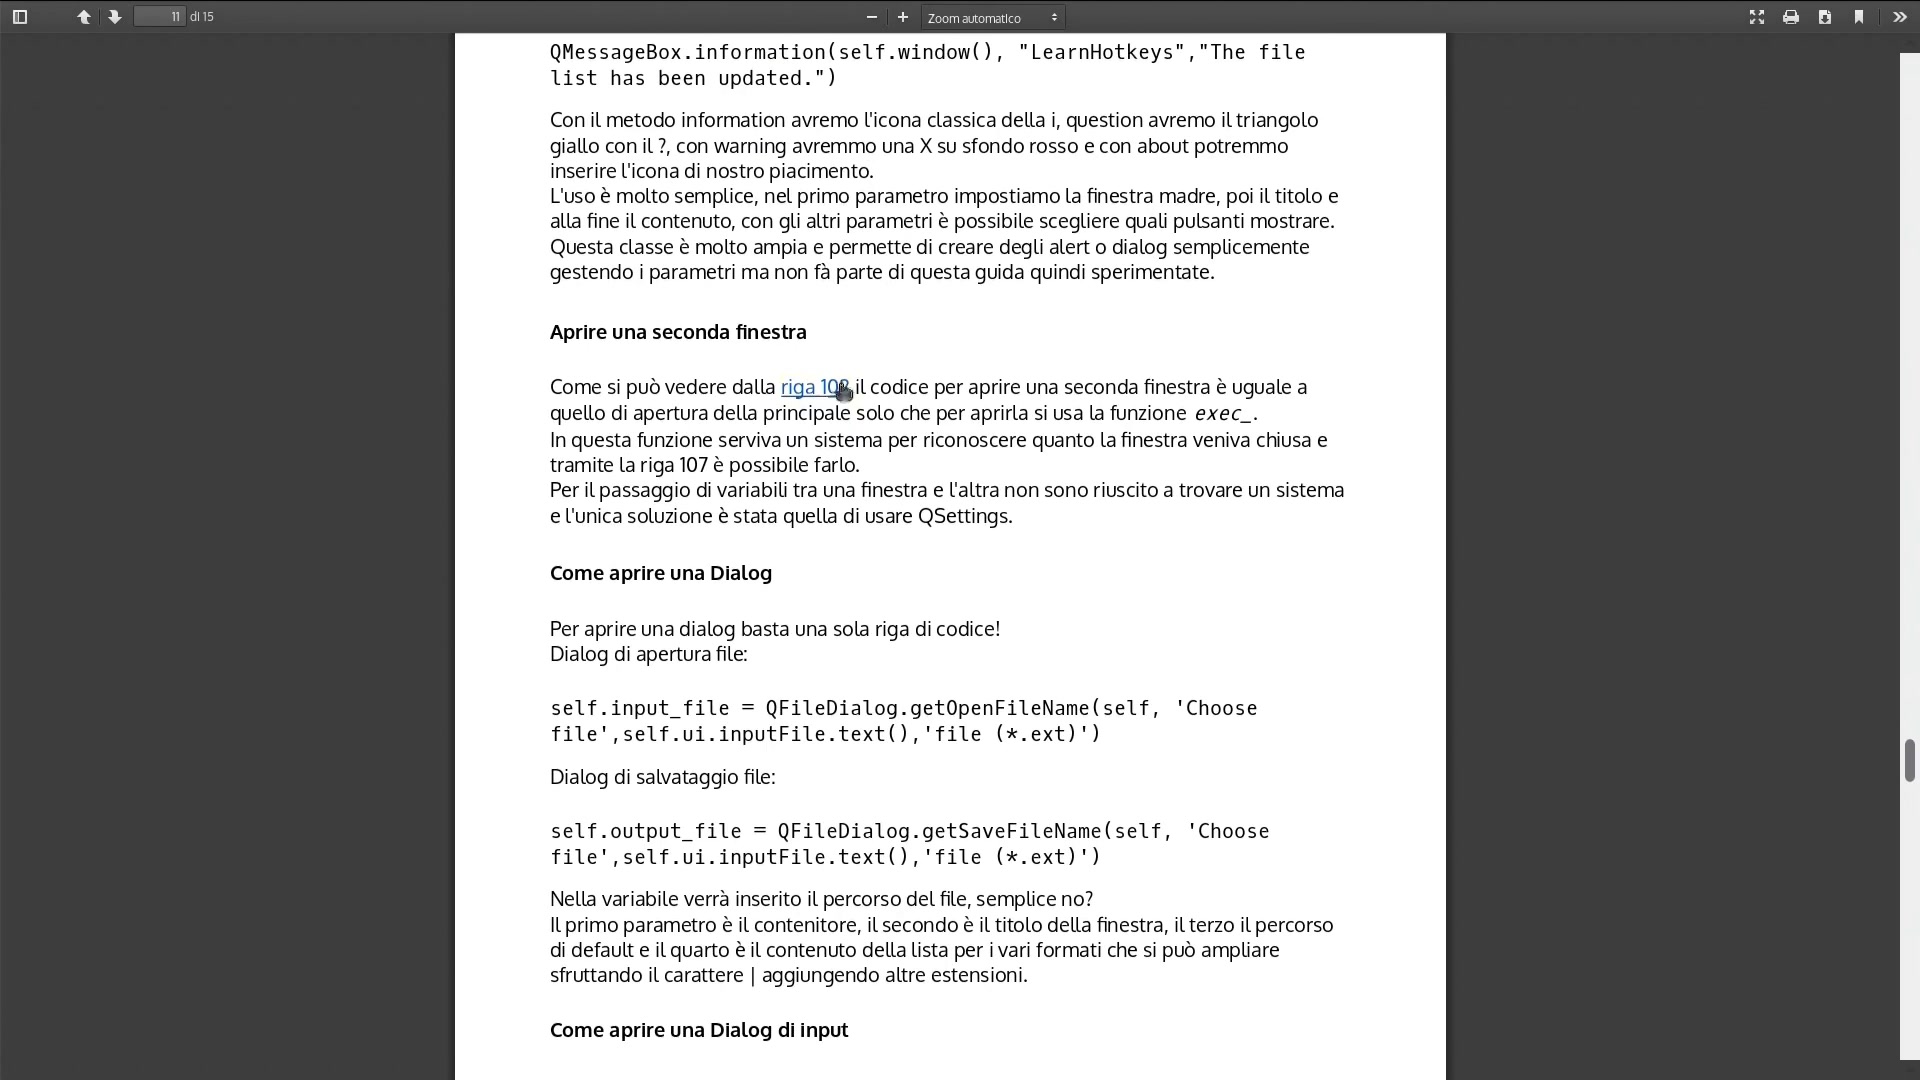 11 di 15
Zoom automatico
QMessageBox.information(self.window(), "LearnHotkeys","The file
list has been updated.")
Con il metodo information avremo l'icona classica della i, question avremo il triangolo
giallo con il ?, con warning avremmo una X su sfondo rosso e con about potremmo
inserire l'icona di nostro piacimento.
L'uso è molto semplice, nel primo parametro impostiamo la finestra madre, poi il titolo e
alla fine il contenuto, con gli altri parametri è possibile scegliere quali pulsanti mostrare.
Questa classe è molto ampia e permette di creare degli alert o dialog semplicemente
gestendo i parametri ma non fà parte di questa guida quindi sperimentate.
Aprire una seconda finestra
Come si può vedere dalla riga il codice per aprire una seconda finestra è uguale a
quello di apertura della principale solo che per aprirla si usa la funzione exec_.
In questa funzione serviva un sistema per riconoscere quanto la finestra veniva chiusa e
tramite la riga 107 è possibile farlo.
Per il passaggio di variabili tra una finestra e l'altra non sono riuscito a trovare un sistema
e l'unica soluzione è stata quella di usare QSettings.
Come aprire una Dialog
Per aprire una dialog basta una sola riga di codice!
Dialog di apertura file:
self.input_file = QFileDialog.getOpenFileName(self, 'Choose
file',self.ui.inputFile.text(),'file (*.ext)')
Dialog di salvataggio file:
self.output_file = QFileDialog.getSaveFileName(self, 'Choose
file',self.ui.inputFile.text(),'file (*.ext)')
Nella variabile verrà inserito il percorso del file, semplice no?
Il primo parametro è il contenitore, il secondo è il titolo della finestra, il terzo il percorso
di default e il quarto è il contenuto della lista per i vari formati che si può ampliare
sfruttando il carattere | aggiungendo altre estensioni.
Come aprire una Dialog di input